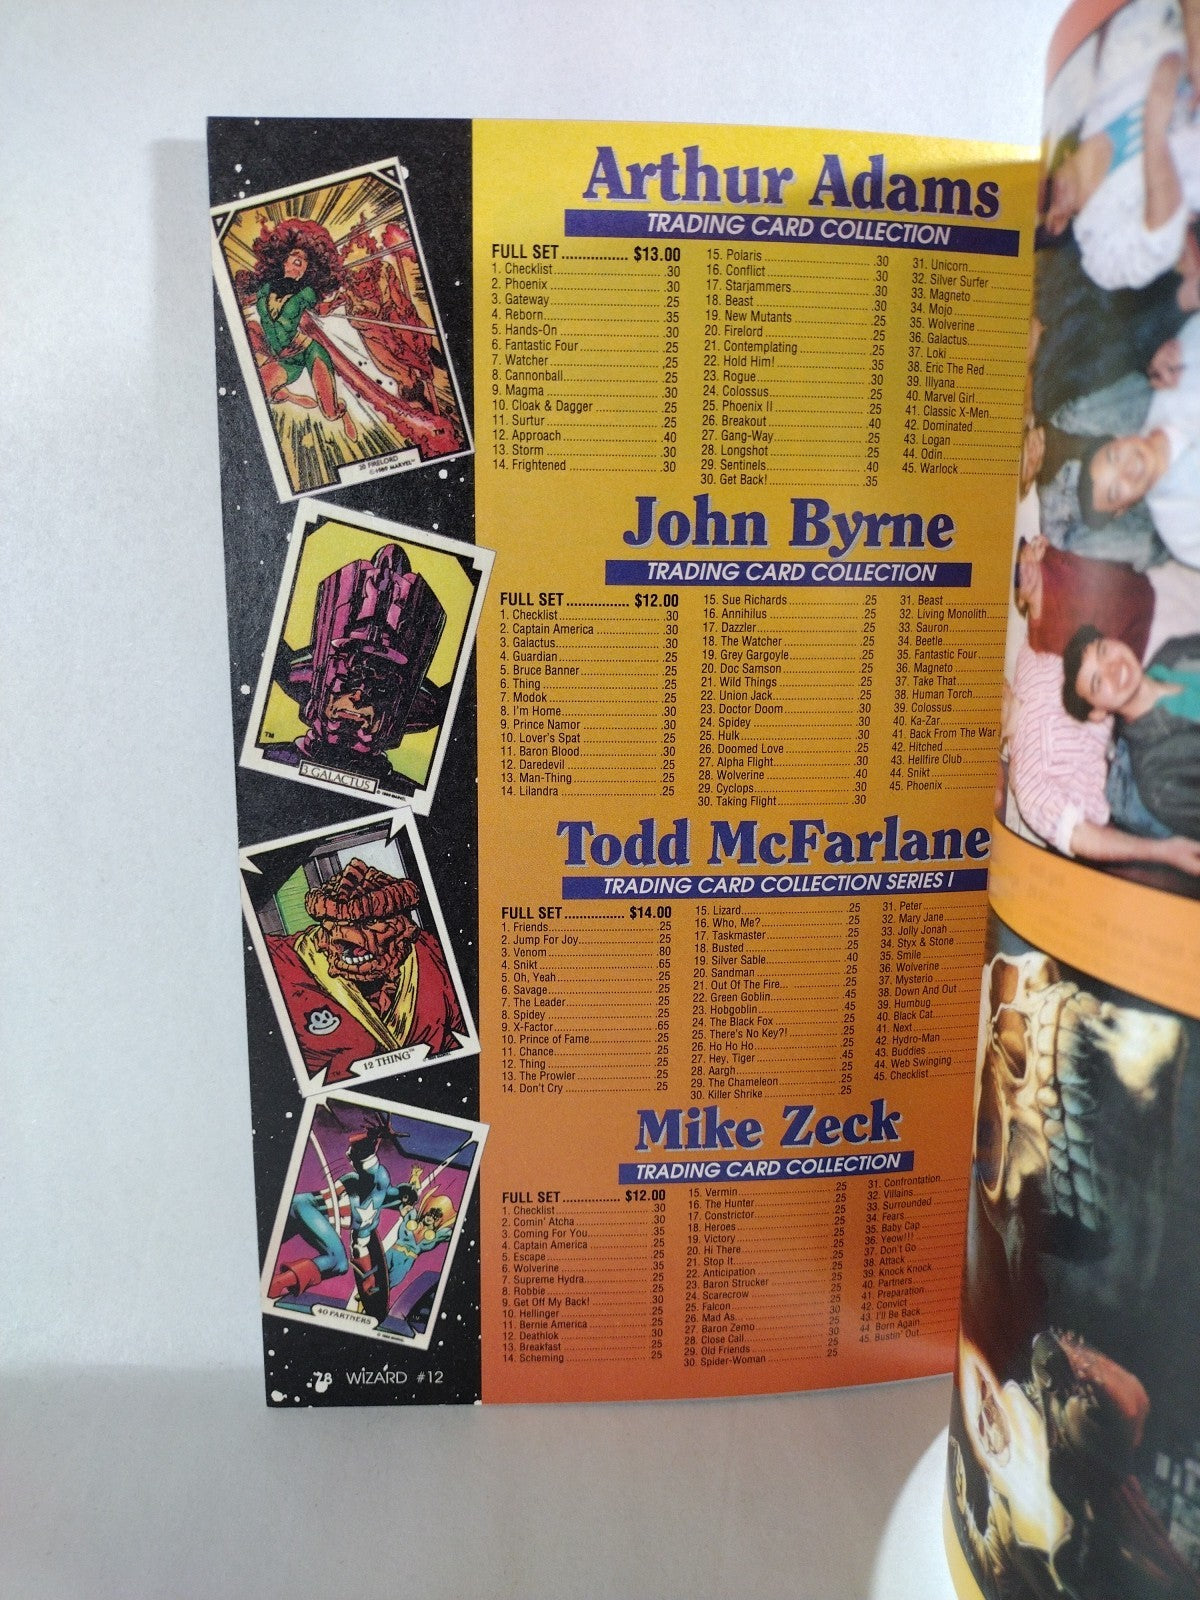 Arthur Adams
TRADING CARD COLLECTION
FULL SET ................ $13.00
1. Checklist .30
2. Phoenix .30
3. Gateway .25
4. Reborn .35
5. Hands-On .30
6. Fantastic Four .25
7. Watcher .25
8. Cannonball .25
9. Magma .30
10. Cloak & Dagger .25
11. Surtur .25
12. Approach .40
13. Storm .30
14. Frightened .30
15. Polaris .30
16. Conflict .30
17. Starjammers .30
18. Beast .30
19. New Mutants .25
20. Firelord .25
21. Contemplating .25
22. Hold Him! .35
23. Rogue .30
24. Colossus .25
25. Phoenix II .25
26. Breakout .40
27. Gang-Way .25
28. Longshot .25
29. Sentinels .40
30. Get Back! .35
31. Unicorn
32. Silver Surfer
33. Magneto
34. Mojo
35. Wolverine
36. Galactus
37. Loki
38. Eric The Red
39. Illyana
40. Marvel Girl
41. Classic X-Men
42. Dominated
43. Logan
44. Odin
45. Warlock
John Byrne
TRADING CARD COLLECTION
FULL SET ................ $12.00
1. Checklist .30
2. Captain America .30
3. Galactus .30
4. Guardian .25
5. Bruce Banner .25
6. Thing .25
7. Modok .25
8. I'm Home .30
9. Prince Namor .30
10. Lover's Spat .25
11. Baron Blood .30
12. Daredevil .25
13. Man-Thing .25
14. Lilandra .25
15. Sue Richards .25
16. Annihilus .25
17. Dazzler .25
18. The Watcher .25
19. Grey Gargoyle .25
20. Doc Samson .25
21. Wild Things .25
22. Union Jack .25
23. Doctor Doom .30
24. Spidey .30
25. Hulk .30
26. Doomed Love .25
27. Alpha Flight .30
28. Wolverine .40
29. Cyclops .30
30. Taking Flight .30
31. Beast
32. Living Monolith
33. Sauron
34. Beetle
35. Fantastic Four
36. Magneto
37. Take That
38. Human Torch
39. Colossus
40. Ka-Zar
41. Back From The War
42. Hitched
43. Hellfire Club
44. Snikt
45. Phoenix
Todd McFarlane
TRADING CARD COLLECTION SERIES I
FULL SET ................ $14.00
1. Friends .25
2. Jump For Joy .25
3. Venom .80
4. Snikt .65
5. Oh, Yeah .25
6. Savage .25
7. The Leader .25
8. Spidey .25
9. X-Factor .65
10. Prince of Fame .25
11. Chance .25
12. Thing .25
13. The Prowler .25
14. Don't Cry .25
15. Lizard .25
16. Who, Me? .25
17. Taskmaster .25
18. Busted .25
19. Silver Sable .40
20. Sandman .25
21. Out Of The Fire... .25
22. Green Goblin .45
23. Hobgoblin .45
24. The Black Fox .25
25. There's No Key?! .25
26. Ho Ho Ho .25
27. Hey, Tiger .45
28. Aargh .25
29. The Chameleon .25
30. Killer Shrike .25
31. Peter
32. Mary Jane
33. Jolly Jonah
34. Styx & Stone
35. Smile
36. Wolverine
37. Mysterio
38. Down And Out
39. Humbug
40. Black Cat
41. Next
42. Hydro-Man
43. Buddies
44. Web Swinging
45. Checklist
Mike Zeck
TRADING CARD COLLECTION
FULL SET ................ $12.00
1. Checklist .30
2. Comin' Atcha .30
3. Coming For You .35
4. Captain America .25
5. Escape .25
6. Wolverine .35
7. Supreme Hydra .25
8. Robbie .25
9. Get Off My Back! .30
10. Hellinger .25
11. Bernie America .25
12. Deathlok .30
13. Breakfast .25
14. Scheming .25
15. Vermin .25
16. The Hunter .25
17. Constrictor .25
18. Heroes .25
19. Victory .25
20. Hi There .25
21. Stop It .25
22. Anticipation .25
23. Baron Strucker .25
24. Scarecrow .25
25. Falcon .25
26. Mad As... .30
27. Baron Zemo .25
28. Close Call .30
29. Old Friends .25
30. Spider-Woman .25
31. Confrontation
32. Villains
33. Surrounded
34. Fears
35. Baby Cap
36. Yeow!!!
37. Don't Go
38. Attack
39. Knock Knock
40. Partners
41. Preparation
42. Convict
43. I'll Be Back
44. Born Again
45. Bustin' Out
20 FIRELORD
©1989 MARVEL™
3 GALACTUS
12 THING™
40 PARTNERS
78 WIZARD #12